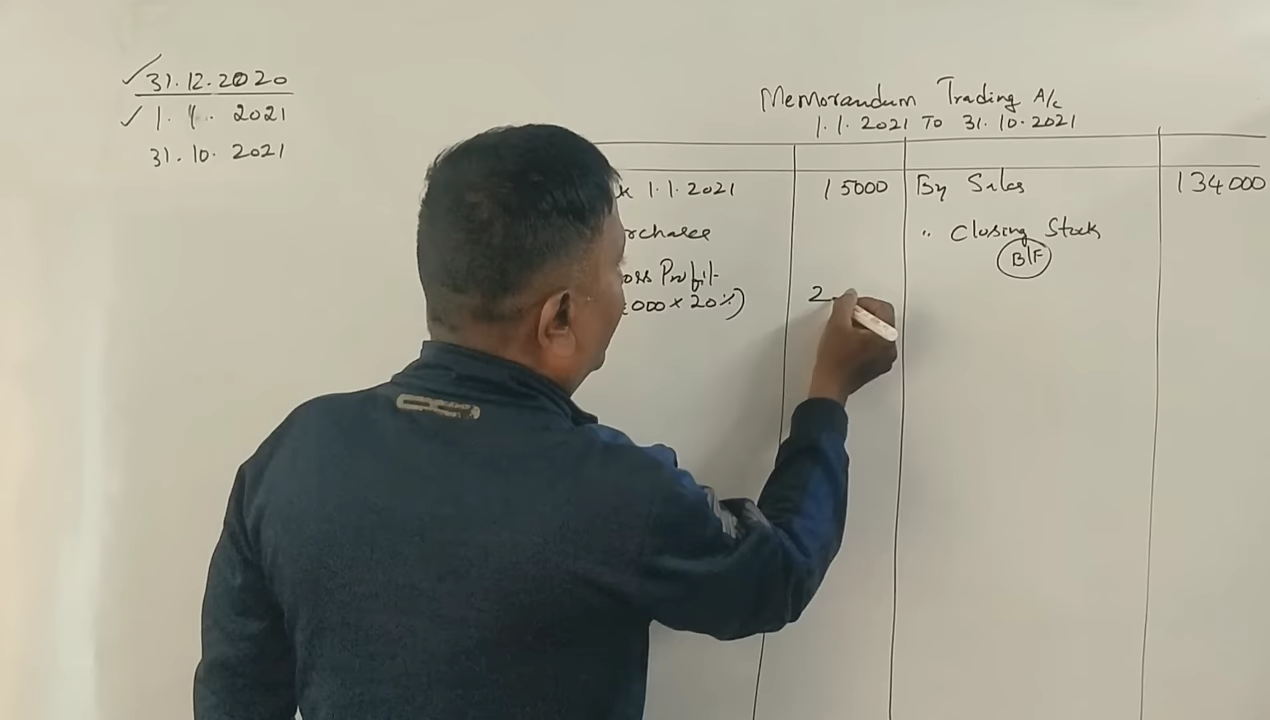 31.12.2020
1. 4. 2021
31.10.2021
Memorandum Trading A/c
1.1.2021 To 31.10.2021
1.1.2021 15000 By Sales 134000
rchases " Closing Stock
B/F
oss Profit
000 × 20%) 2